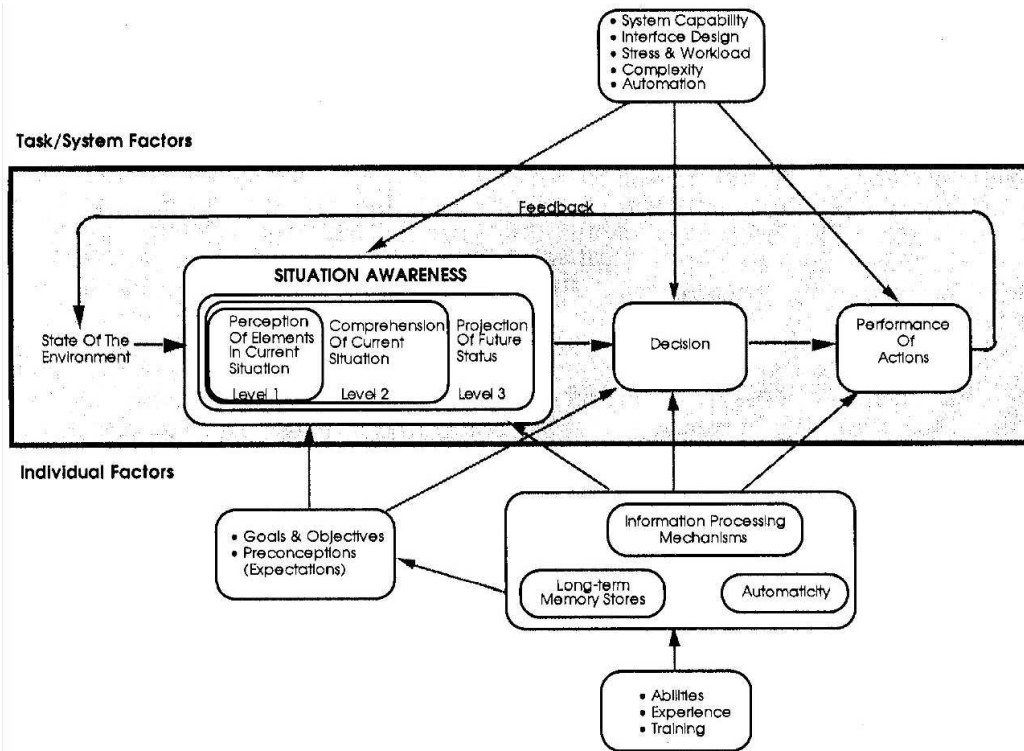 • System Capability
• Interface Design
• Stress & Workload
• Complexity
• Automation
Task/System Factors
Feedback
SITUATION AWARENESS
State Of The
Environment
Perception
Of Elements
In Current
Situation
Level 1
Comprehension
Of Current
Situation
Level 2
Projection
Of Future
Status
Level 3
Decision
Performance
Of
Actions
Individual Factors
• Goals & Objectives
• Preconceptions
(Expectations)
Information Processing
Mechanisms
Long-term
Memory Stores
Automaticity
• Abilities
• Experience
• Training